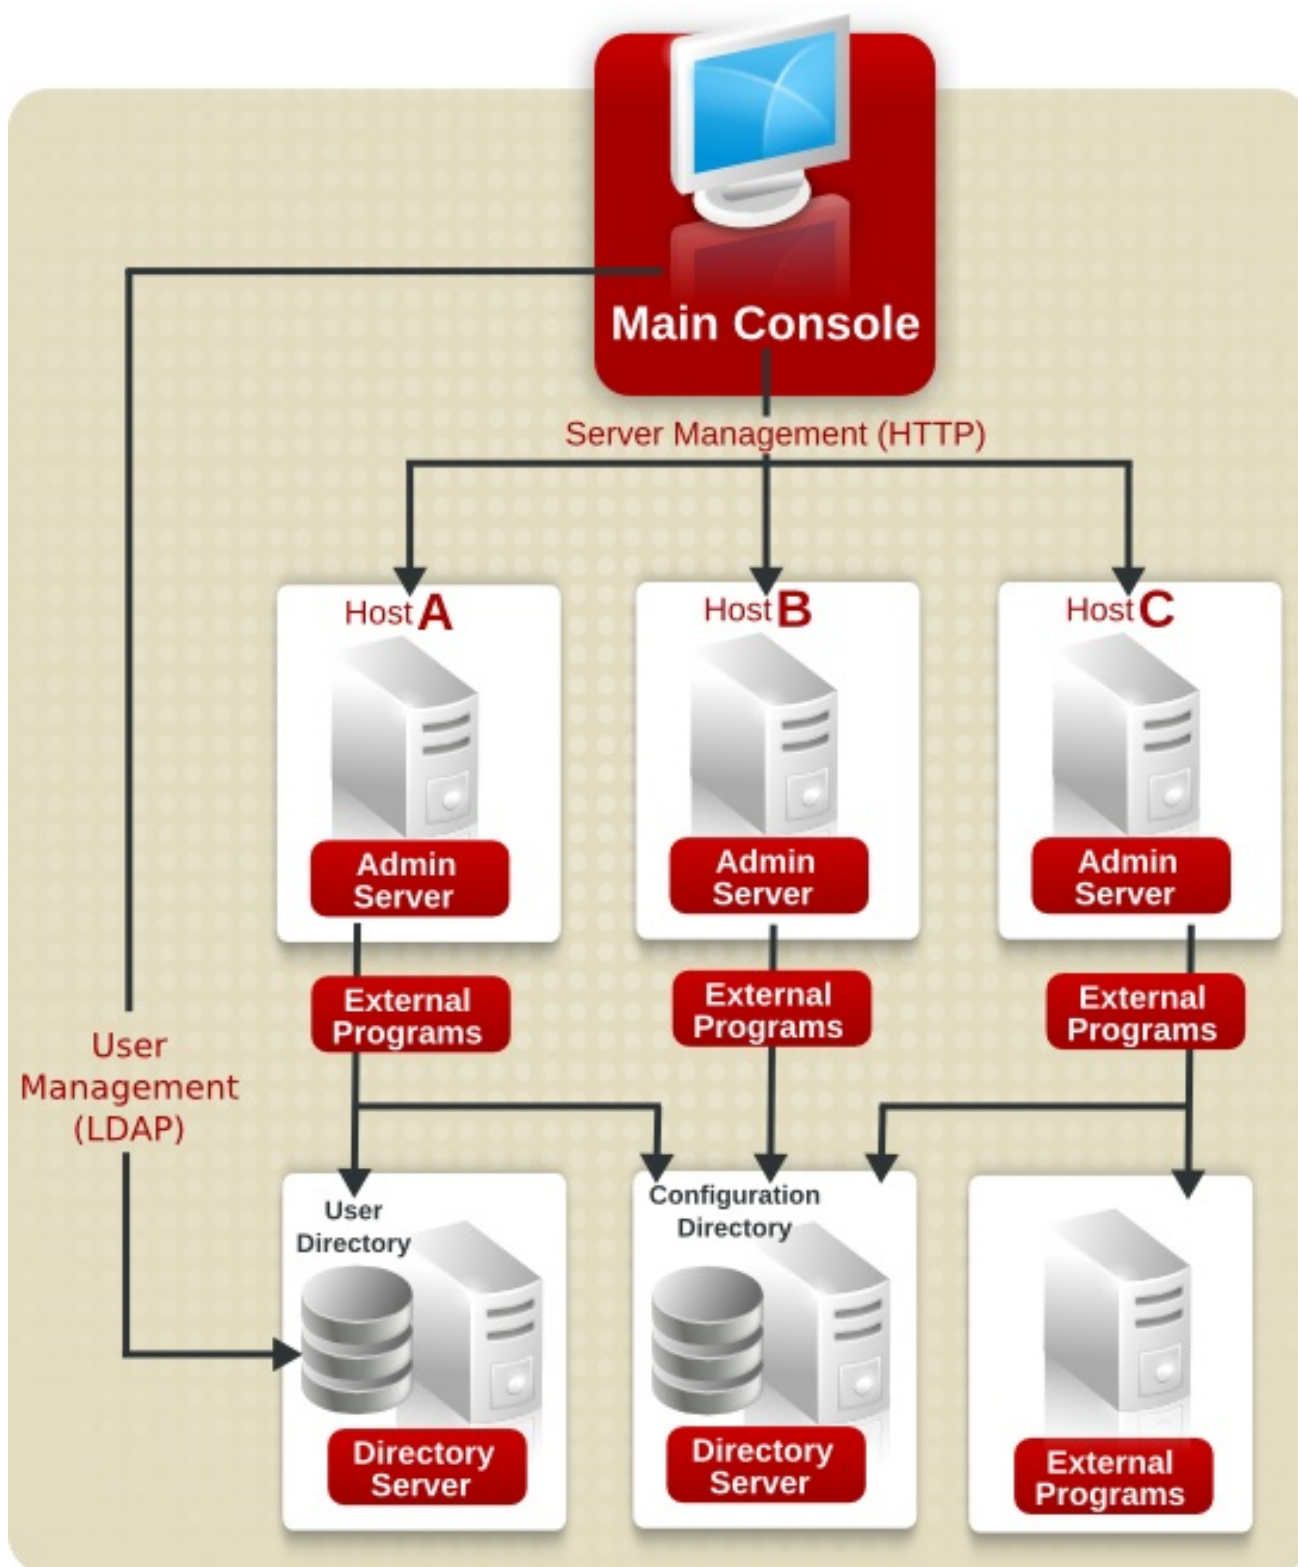 Main Console
Server Management (HTTP)
Host A
Host B
Host C
Admin
Server
Admin
Server
Admin
Server
External
Programs
External
Programs
External
Programs
User
Management
(LDAP)
User
Directory
Configuration
Directory
Directory
Server
Directory
Server
External
Programs